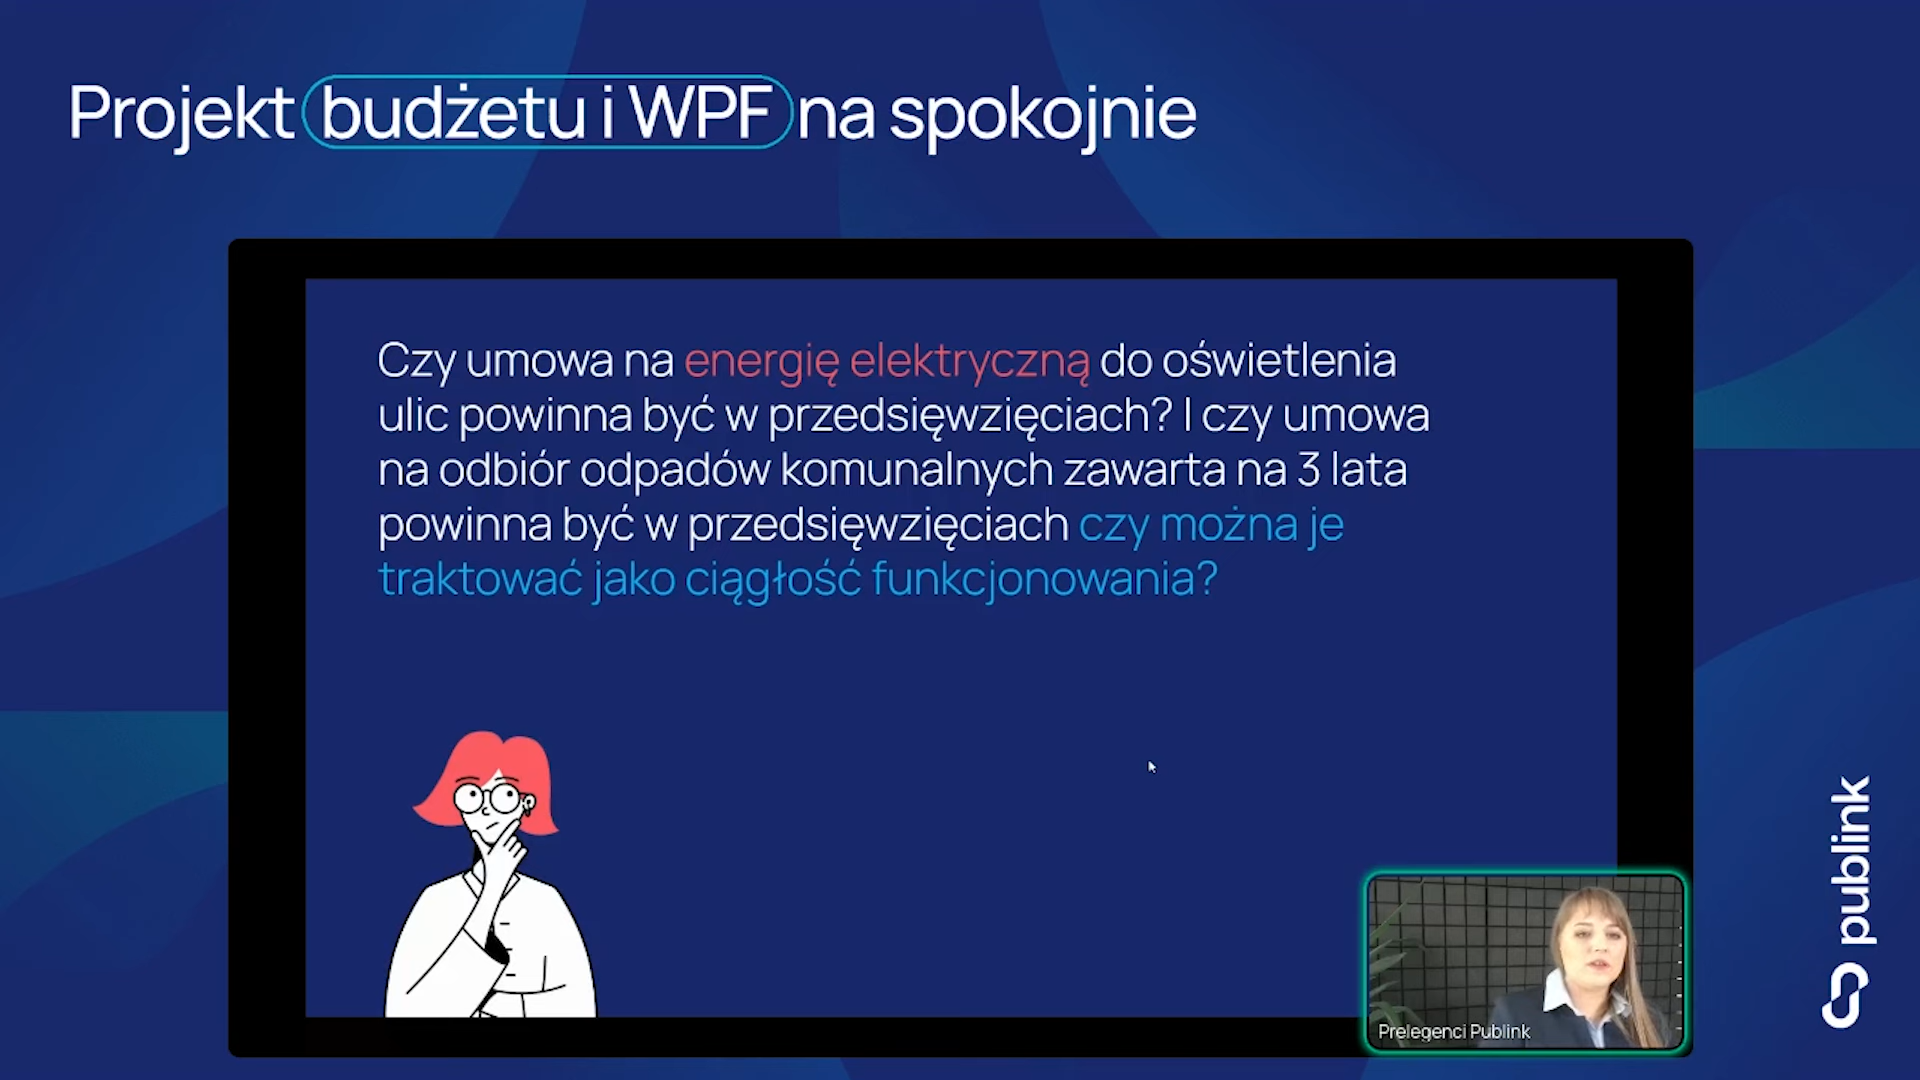 Projekt budżetu i WPF na spokojnie
Czy umowa na energię elektryczną do oświetlenia
ulic powinna być w przedsięwzięciach? I czy umowa
na odbiór odpadów komunalnych zawarta na 3 lata
powinna być w przedsięwzięciach czy można je
traktować jako ciągłość funkcjonowania?
Prelegenci Publink
publink